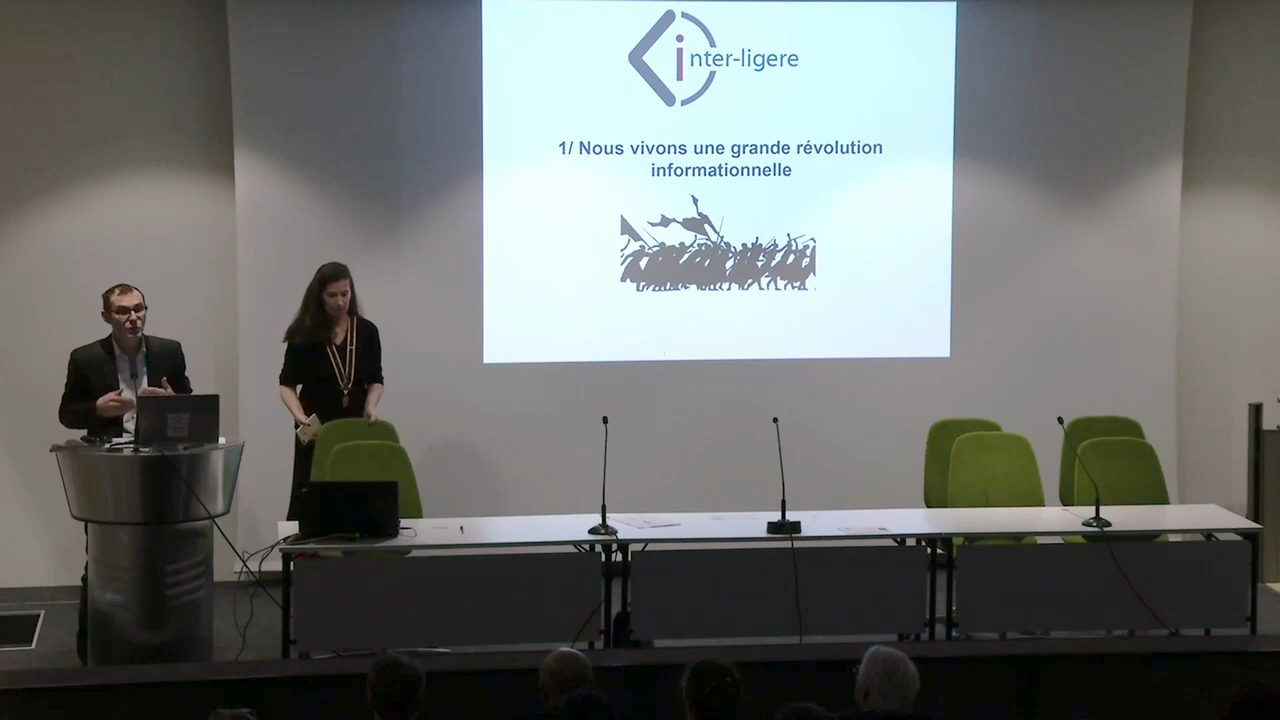 inter-ligere
1/ Nous vivons une grande révolution
informationnelle